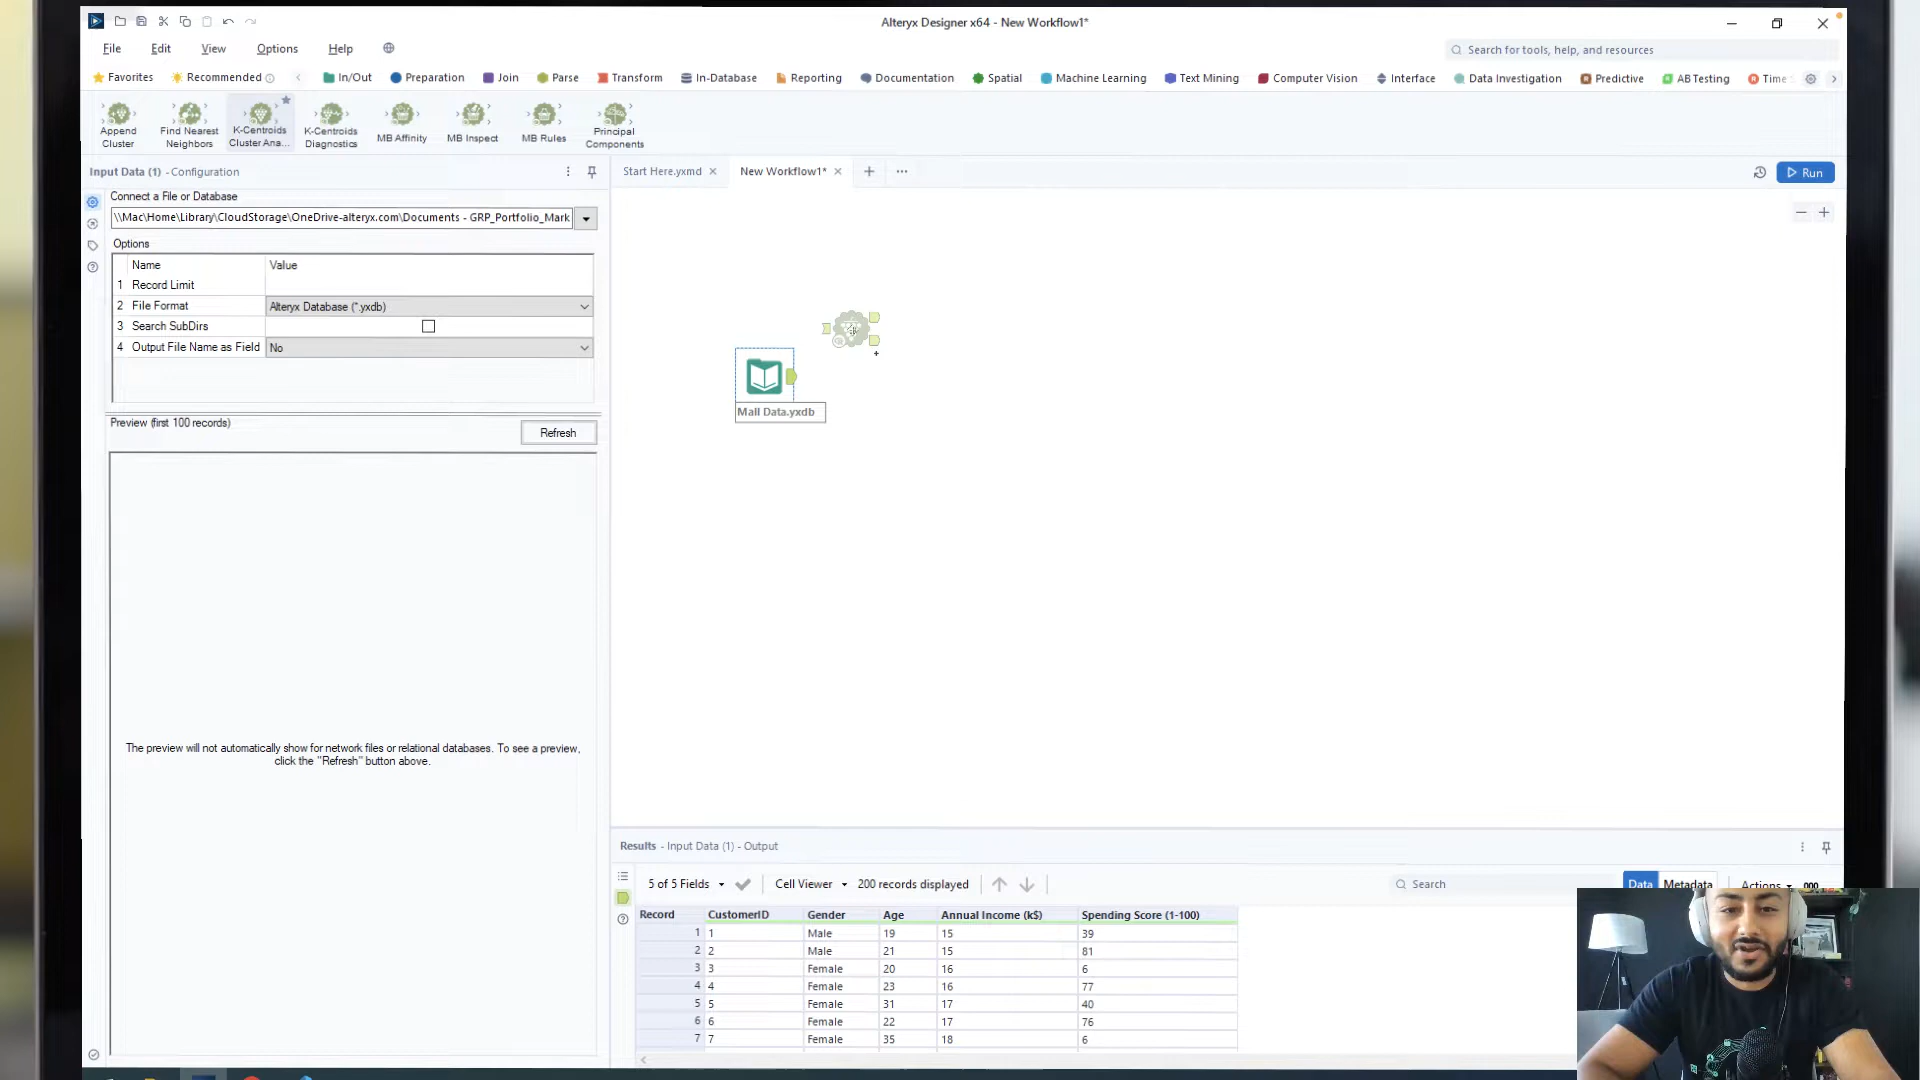 Alteryx Designer x64 - New Workflow1*
File Edit View Options Help
Search for tools, help, and resources
Favorites Recommended In/Out Preparation Join Parse Transform In-Database Reporting Documentation Spatial Machine Learning Text Mining Computer Vision Interface Data Investigation Predictive AB Testing Time
Append Cluster
Find Nearest Neighbors
K-Centroids Cluster Ana...
K-Centroids Diagnostics
MB Affinity
MB Inspect
MB Rules
Principal Components
Input Data (1) - Configuration
Start Here.yxmd
New Workflow1*
Run
Connect a File or Database
\\Mac\Home\Library\CloudStorage\OneDrive-alteryx.com\Documents - GRP_Portfolio_Mark
Options
Name Value
1 Record Limit
2 File Format Alteryx Database (*.yxdb)
3 Search SubDirs
4 Output File Name as Field No
Preview (first 100 records)
Refresh
The preview will not automatically show for network files or relational databases. To see a preview,
click the "Refresh" button above.
Mall Data.yxdb
Results - Input Data (1) - Output
5 of 5 Fields Cell Viewer 200 records displayed Search Data Metadata Actions 000
Record CustomerID Gender Age Annual Income (k$) Spending Score (1-100)
1 1 Male 19 15 39
2 2 Male 21 15 81
3 3 Female 20 16 6
4 4 Female 23 16 77
5 5 Female 31 17 40
6 6 Female 22 17 76
7 7 Female 35 18 6